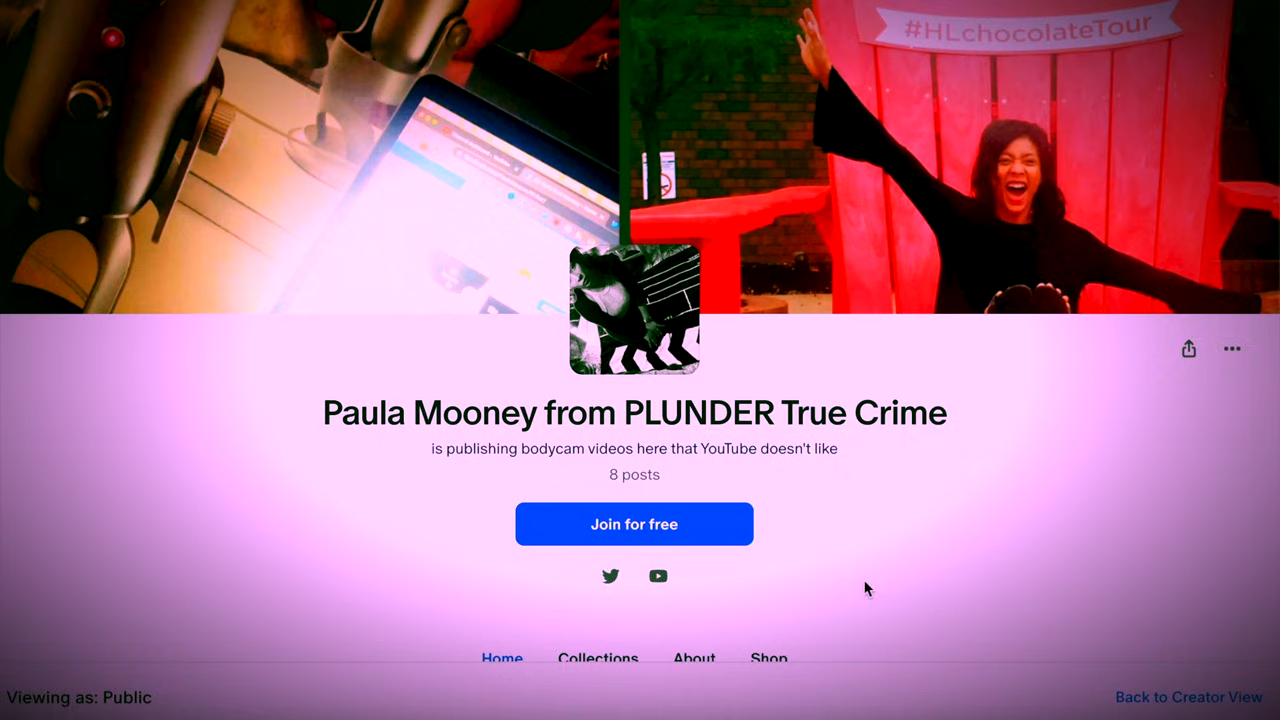 #HLchocolateTour
Paula Mooney from PLUNDER True Crime
is publishing bodycam videos here that YouTube doesn't like
8 posts
Join for free
Home Collections About Shop
Viewing as: Public
Back to Creator View